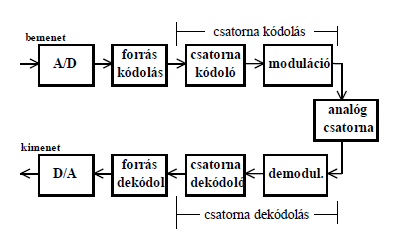 csatorna kódolás
bemenet
A/D
forrás
kódolás
csatorna
kódoló
moduláció
analóg
csatorna
kimenet
D/A
forrás
dekódol
csatorna
dekódoló
demodul.
csatorna dekódolás